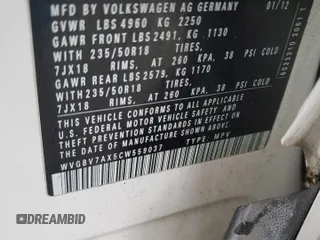 MFD BY VOLKSWAGEN AG GERMANY 01/12
GVWR LBS 4960 KG 2250
GAWR FRONT LBS 2491, KG 1130
WITH 235/50R18 TIRES,
7JX18 RIMS, AT 260 KPA, 38 PSI COLD
GAWR REAR LBS 2579, KG 1170
WITH 235/50R18 TIRES,
7JX18 RIMS, AT 260 KPA, 38 PSI COLD
THIS VEHICLE CONFORMS TO ALL APPLICABLE
FEDERAL MOTOR VEHICLE
SAFETY AND THEFT PREVENTION STANDARDS
IN EFFECT ON THE DATE OF
MANUFACTURE SHOWN ABOVE.
TYPE: MPV
DREAMBID